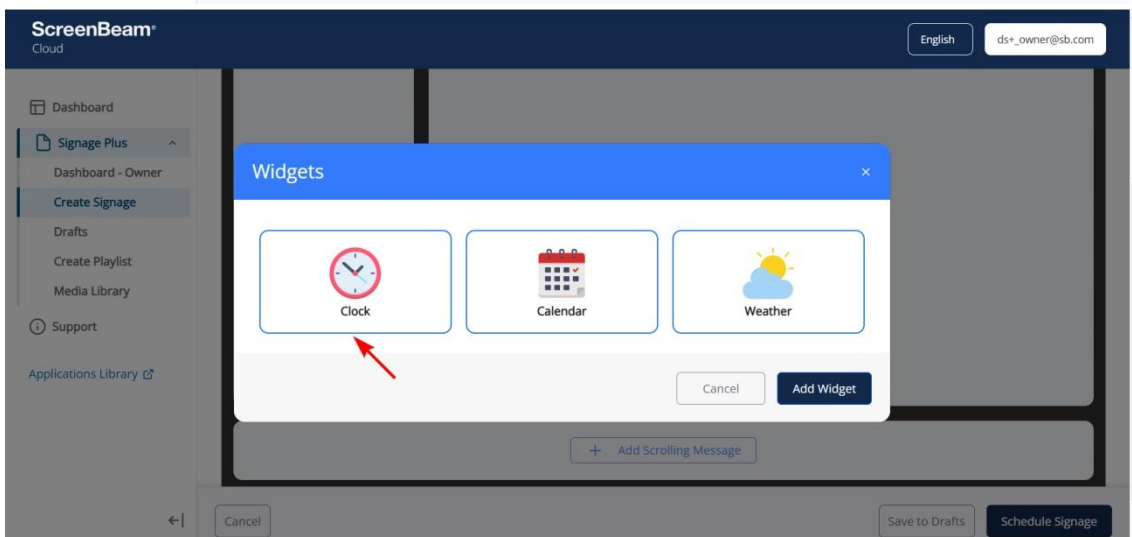 ScreenBeam®
Cloud
English
ds+_owner@sb.com
Dashboard
Signage Plus
Dashboard - Owner
Create Signage
Drafts
Create Playlist
Media Library
Support
Applications Library
Widgets
Clock
Calendar
Weather
Cancel
Add Widget
+ Add Scrolling Message
Cancel
Save to Drafts
Schedule Signage